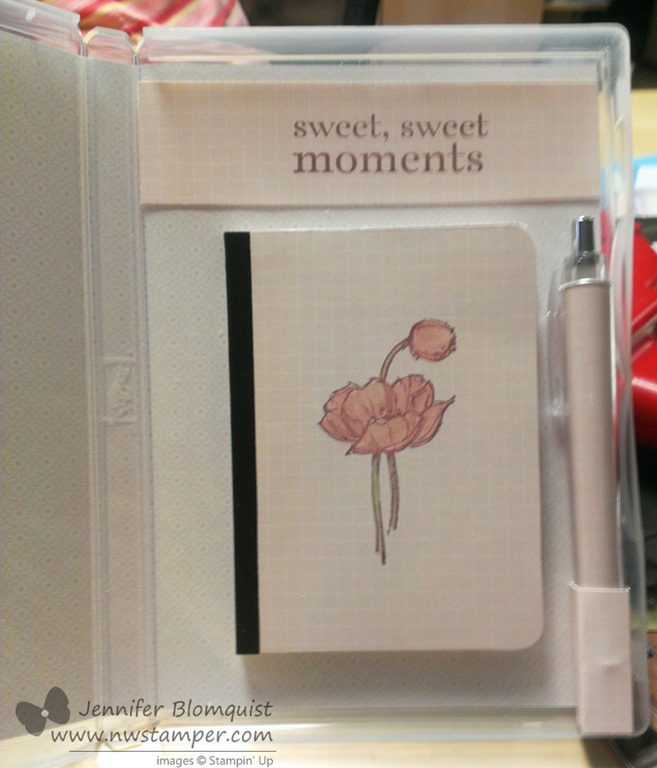 sweet, sweet
moments
Jennifer Blomquist
www.nwstamper.com
images © Stampin' Up